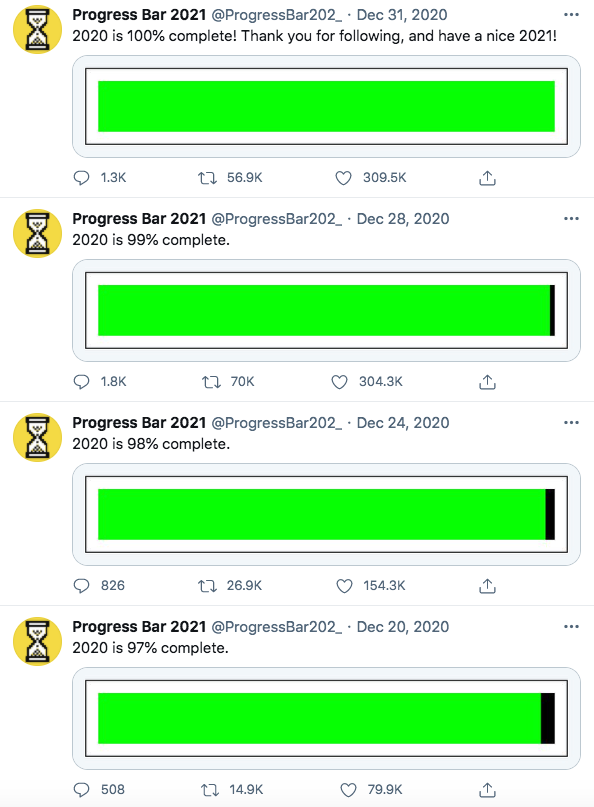 Progress Bar 2021 @ProgressBar202_ · Dec 31, 2020
2020 is 100% complete! Thank you for following, and have a nice 2021!
1.3K 56.9K 309.5K
Progress Bar 2021 @ProgressBar202_ · Dec 28, 2020
2020 is 99% complete.
1.8K 70K 304.3K
Progress Bar 2021 @ProgressBar202_ · Dec 24, 2020
2020 is 98% complete.
826 26.9K 154.3K
Progress Bar 2021 @ProgressBar202_ · Dec 20, 2020
2020 is 97% complete.
508 14.9K 79.9K